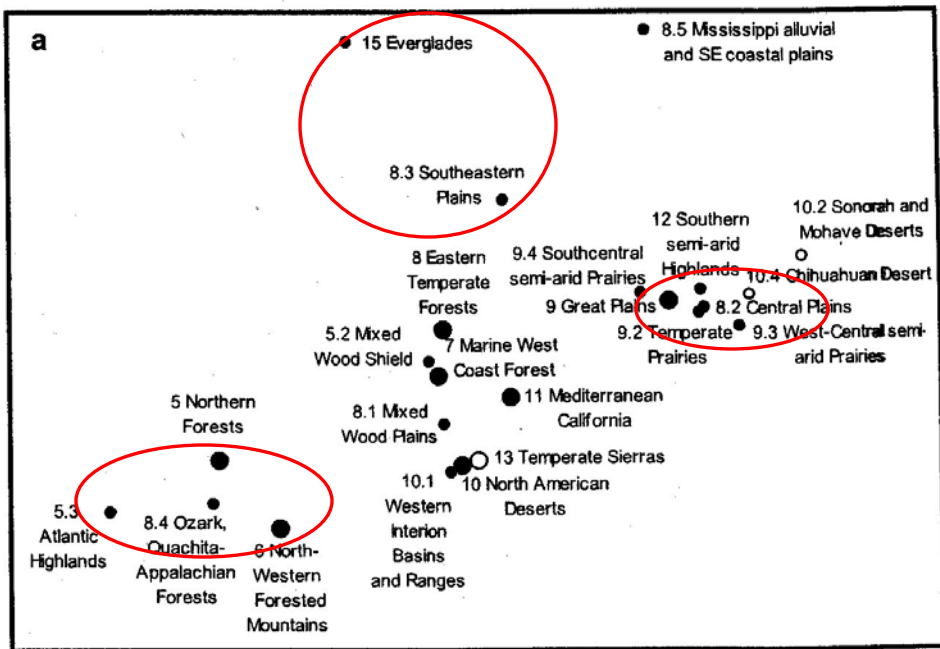 a
15 Everglades
8.5 Mississippi alluvial
and SE coastal plains
8.3 Southeastern
Plains
10.2 Sonorah and
Mohave Deserts
12 Southern
semi-arid
Highlands
9.4 Southcentral
semi-arid Prairies
8 Eastern
Temperate
Forests
10.4 Chihuahuan Desert
9 Great Plains
8.2 Central Plains
9.2 Temperate
Prairies
9.3 West-Central semi-
arid Prairies
5.2 Mixed
Wood Shield
7 Marine West
Coast Forest
11 Mediterranean
California
8.1 Mixed
Wood Plains
5 Northern
Forests
13 Temperate Sierras
10 North American
Deserts
10.1
Western
Interion
Basins
and Ranges
5.3
Atlantic
Highlands
8.4 Ozark,
Ouachita-
Appalachian
Forests
6 North-
Western
Forested
Mountains